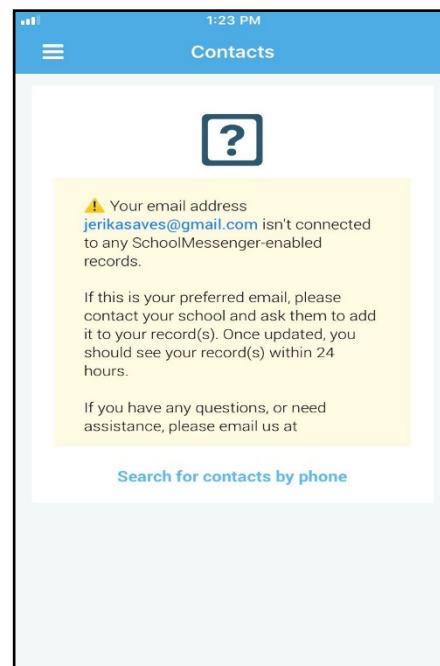 1:23 PM
Contacts
?
⚠ Your email address
jerikasaves@gmail.com isn't connected
to any SchoolMessenger-enabled
records.
If this is your preferred email, please
contact your school and ask them to add
it to your record(s). Once updated, you
should see your record(s) within 24
hours.
If you have any questions, or need
assistance, please email us at
Search for contacts by phone